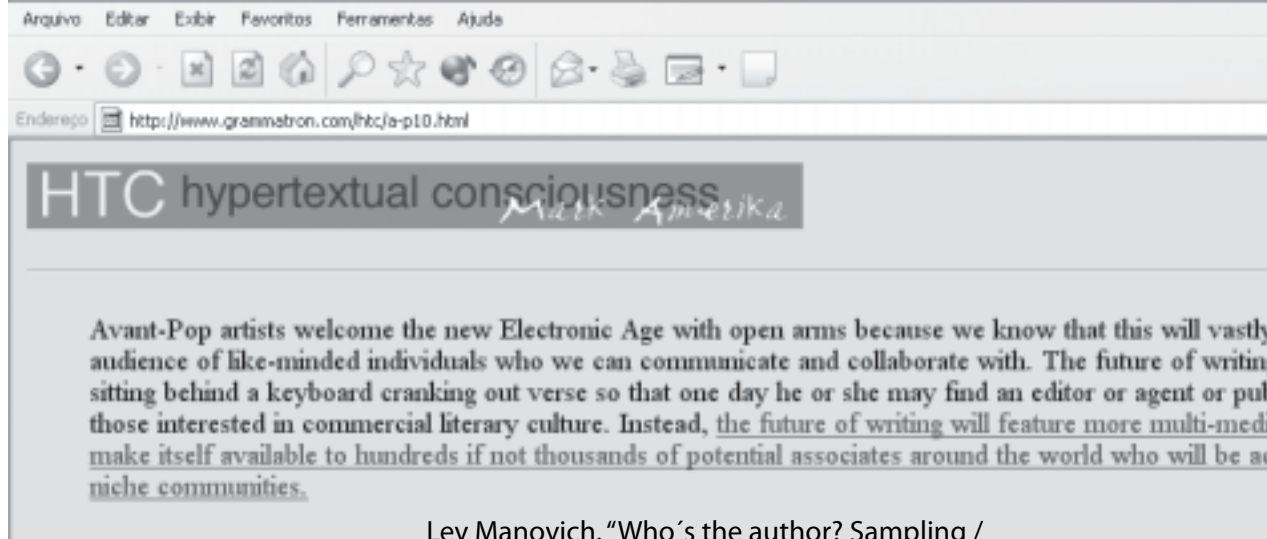 Arquivo Editar Exibir Favoritos Ferramentas Ajuda
Endereço http://www.grammatron.com/htc/a-p10.html
HTC hypertextual consciousness
Mark Amerika
Avant-Pop artists welcome the new Electronic Age with open arms because we know that this will vastly
audience of like-minded individuals who we can communicate and collaborate with. The future of writing
sitting behind a keyboard cranking out verse so that one day he or she may find an editor or agent or pub
those interested in commercial literary culture. Instead, the future of writing will feature more multi-medi
make itself available to hundreds if not thousands of potential associates around the world who will be ac
niche communities.
Lev Manovich. "Who´s the author? Sampling /